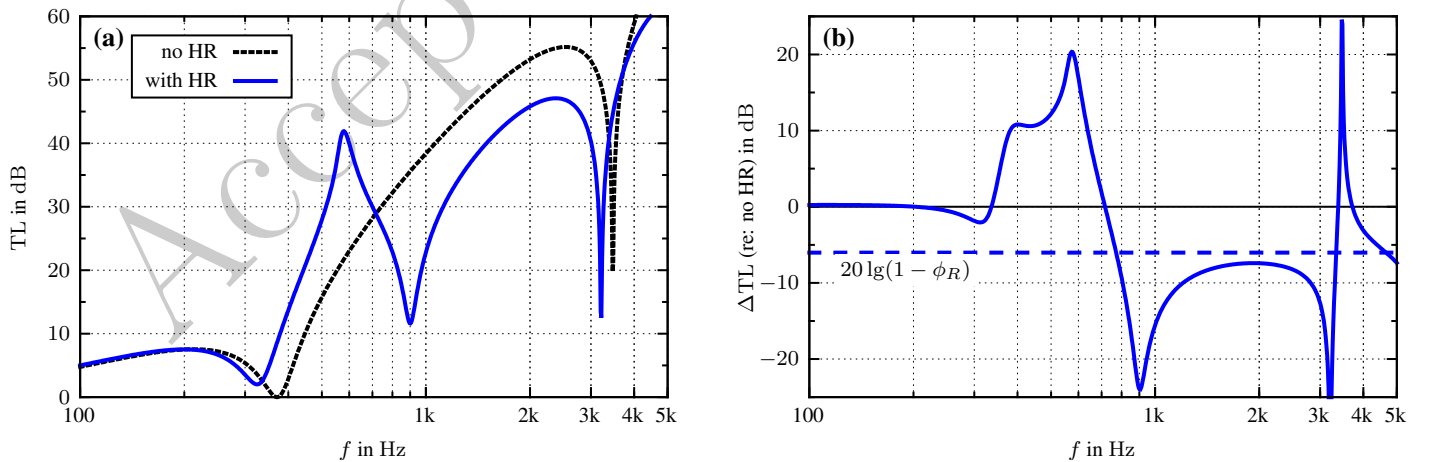 (a)
no HR
with HR
TL in dB
60
50
40
30
20
10
0
100
1k
2k
3k
4k
5k
f in Hz
Accep
(b)
ΔTL (re: no HR) in dB
20
10
0
−10
−20
20 lg(1 − ϕR)
100
1k
2k
3k
4k
5k
f in Hz